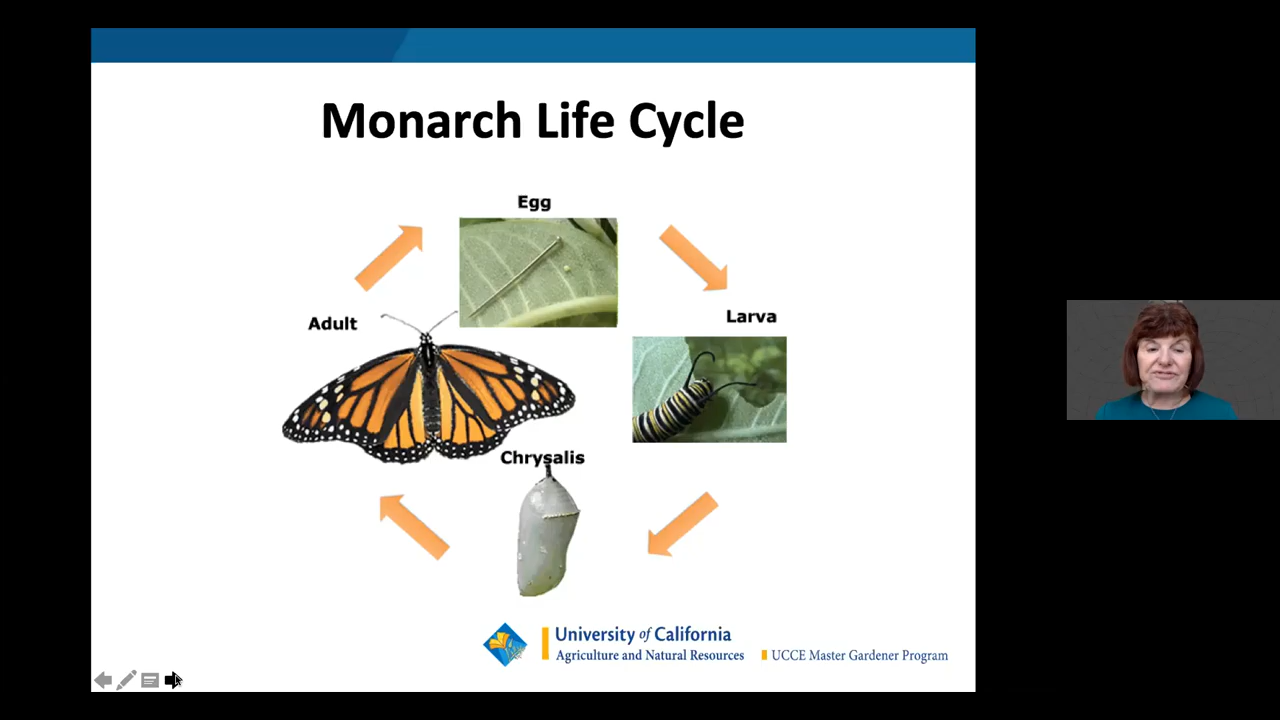 Monarch Life Cycle
Egg
Larva
Adult
Chrysalis
University of California
Agriculture and Natural Resources
UCCE Master Gardener Program